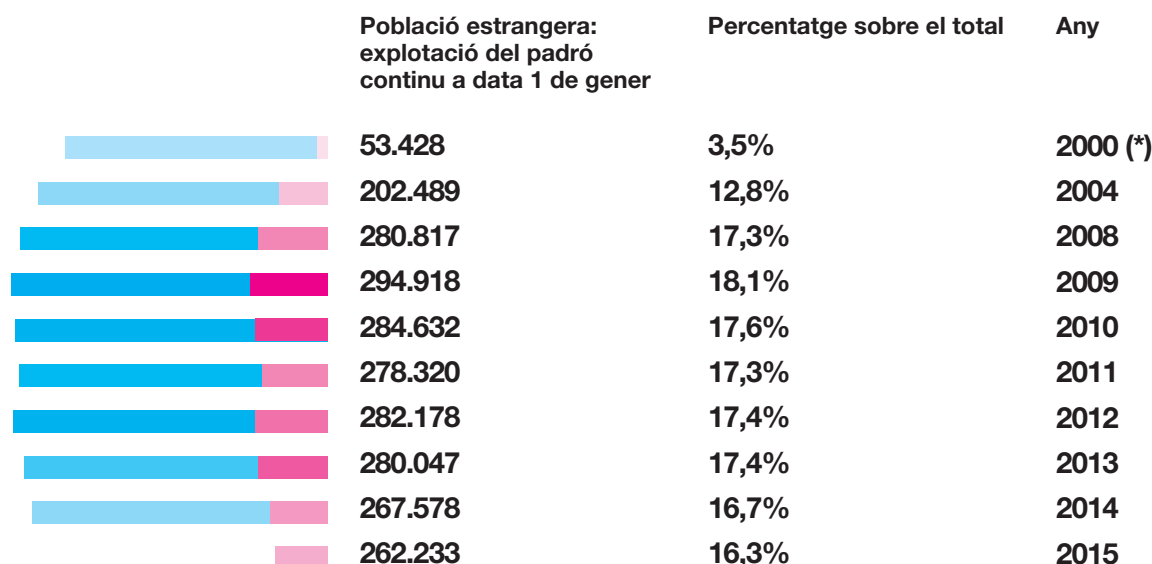 Població estrangera:
explotació del padró
continu a data 1 de gener
Percentatge sobre el total
Any
53.428 3,5% 2000 (*)
202.489 12,8% 2004
280.817 17,3% 2008
294.918 18,1% 2009
284.632 17,6% 2010
278.320 17,3% 2011
282.178 17,4% 2012
280.047 17,4% 2013
267.578 16,7% 2014
262.233 16,3% 2015